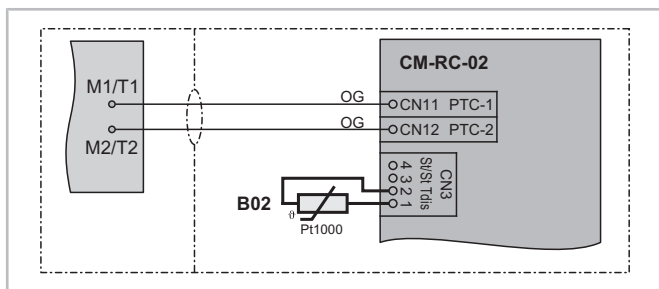 CM-RC-02
M1/T1
OG
CN11 PTC-1
OG
CN12 PTC-2
M2/T2
CN3
St/St Tdis
4
3
2
1
B02
ϑ
Pt1000